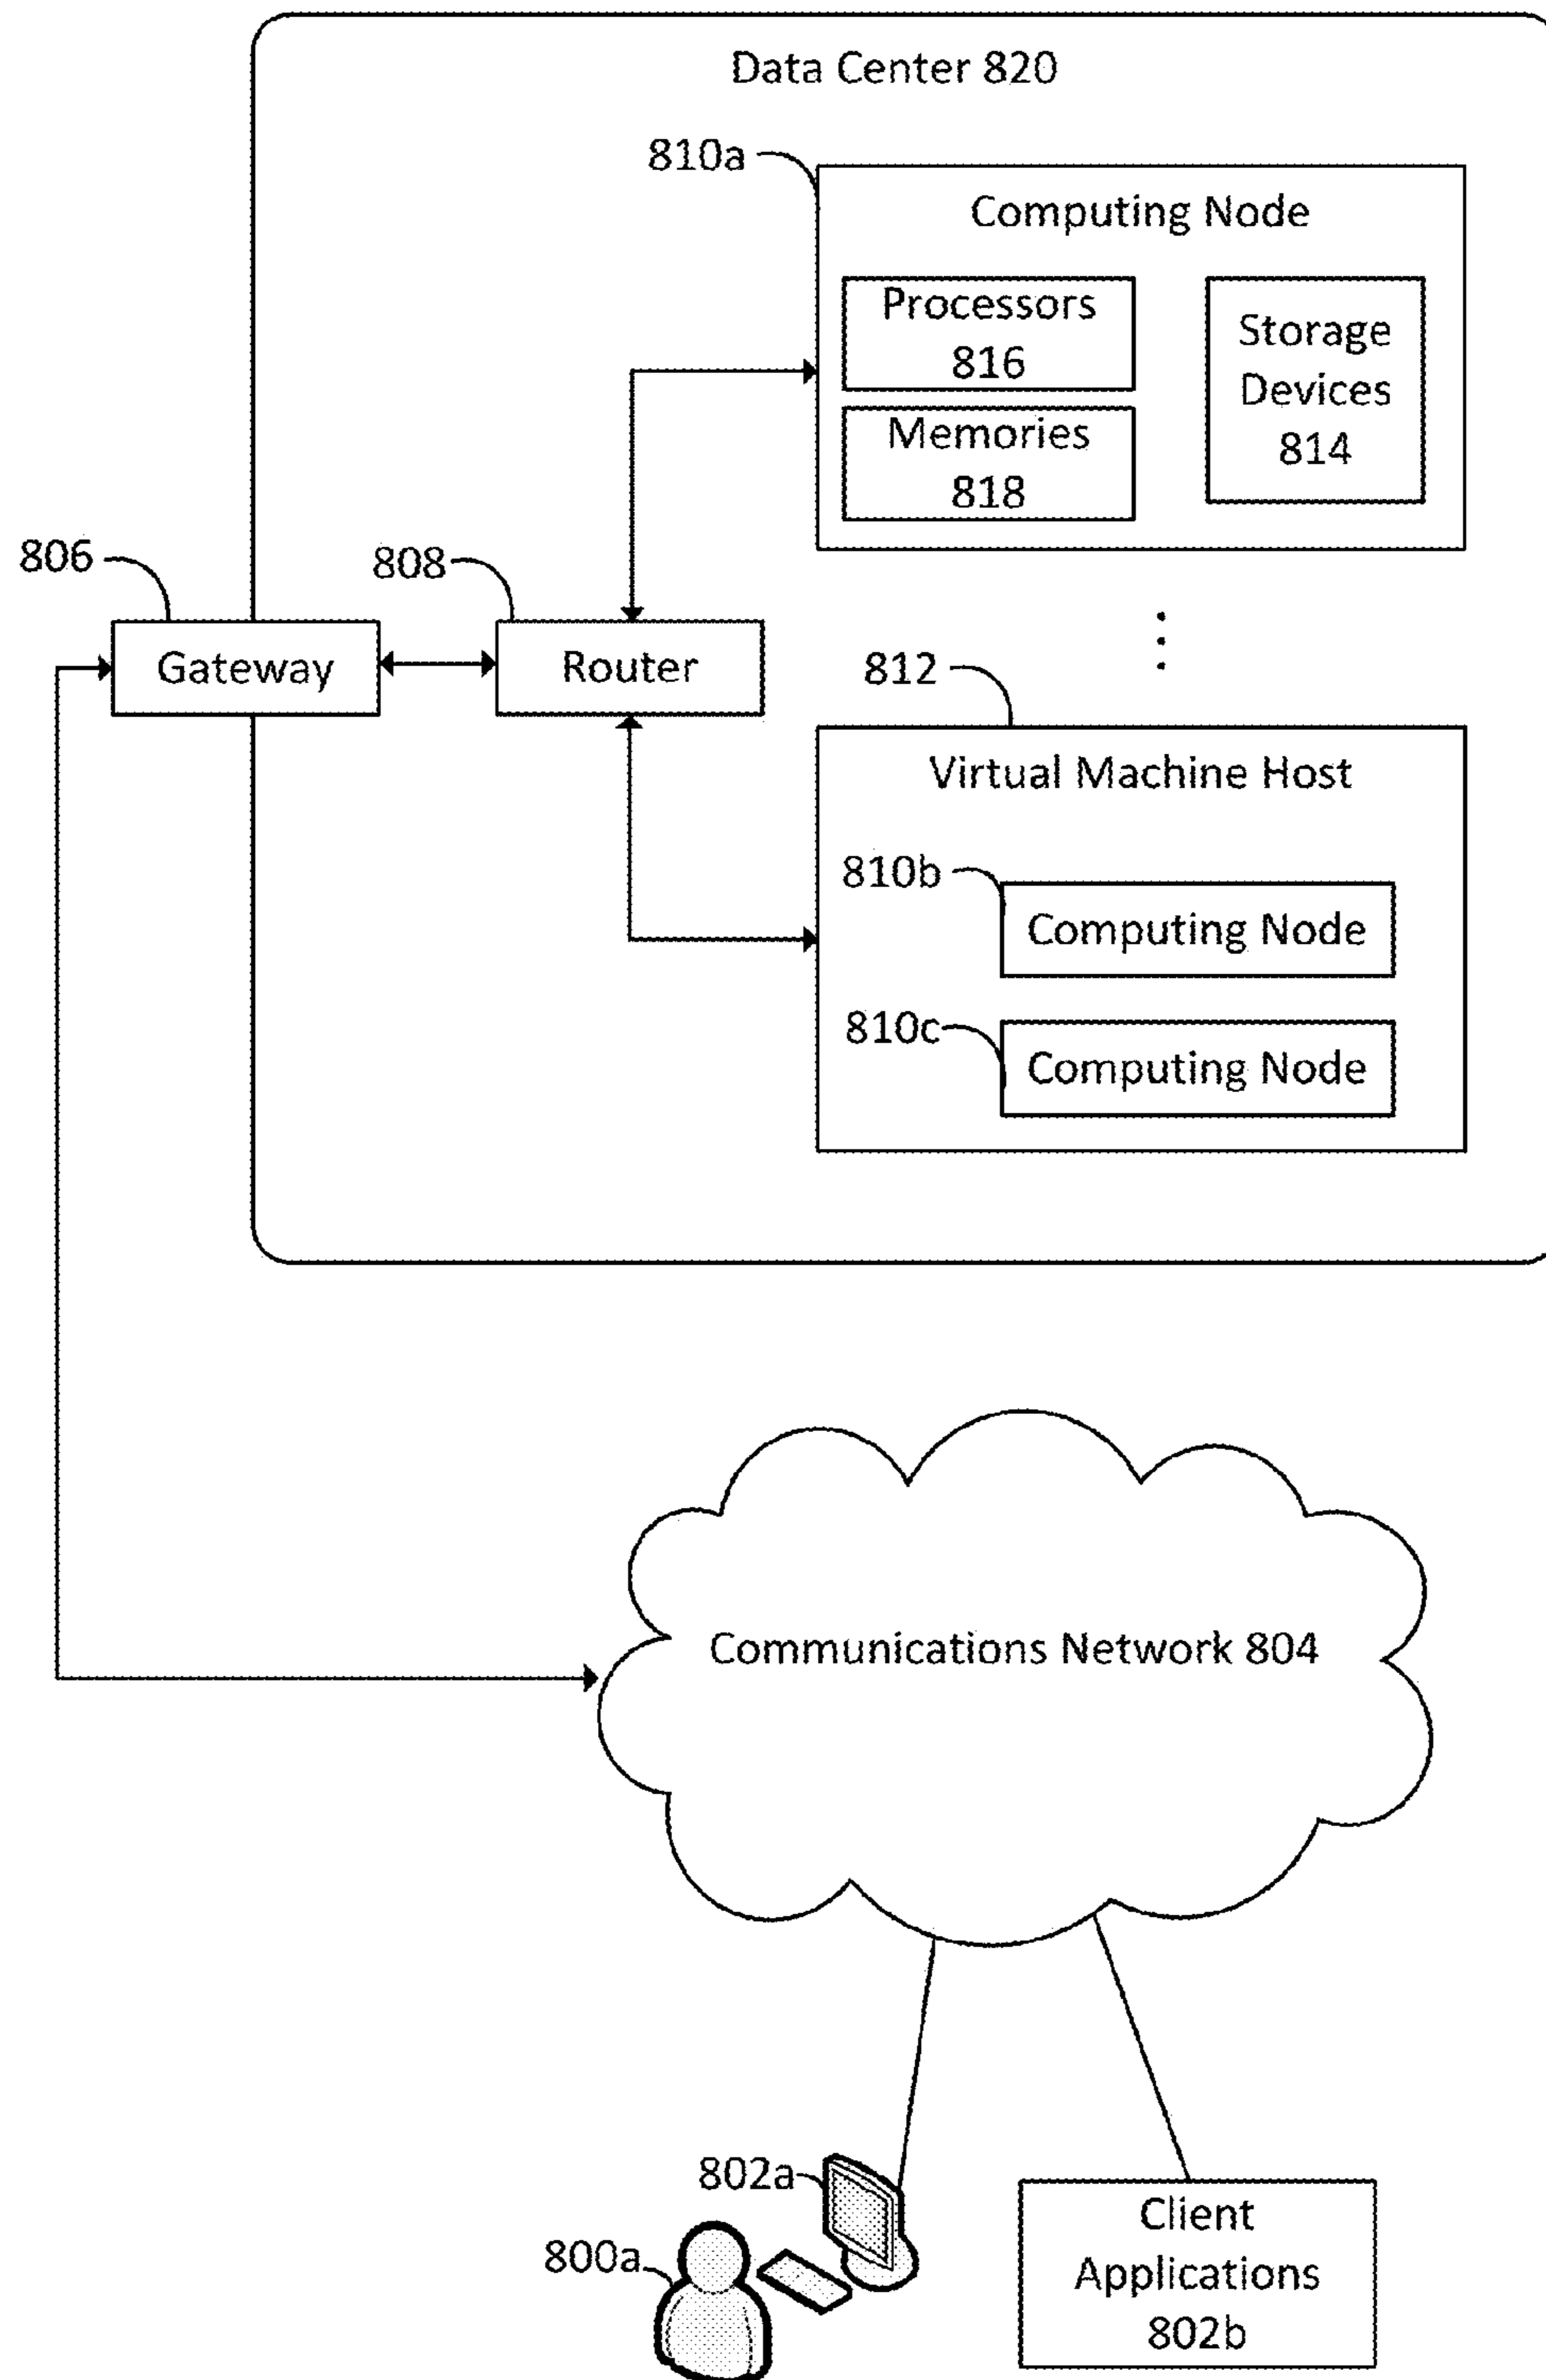 Data Center 820
810a
Computing Node
Processors
816
Storage
Devices
814
Memories
818
806
808
Gateway
Router
812
Virtual Machine Host
810b
Computing Node
810c
Computing Node
Communications Network 804
802a
800a
Client
Applications
802b